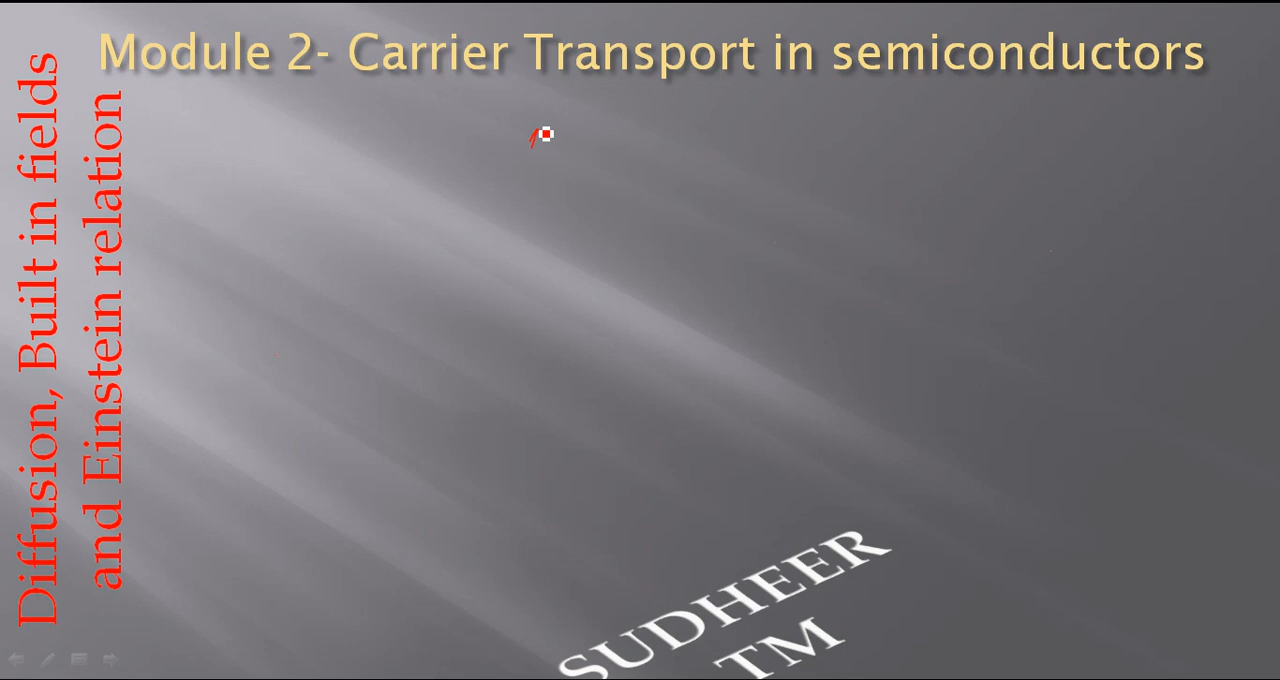 Module 2- Carrier Transport in semiconductors
Diffusion, Built in fields
and Einstein relation
SUDHEER
TM